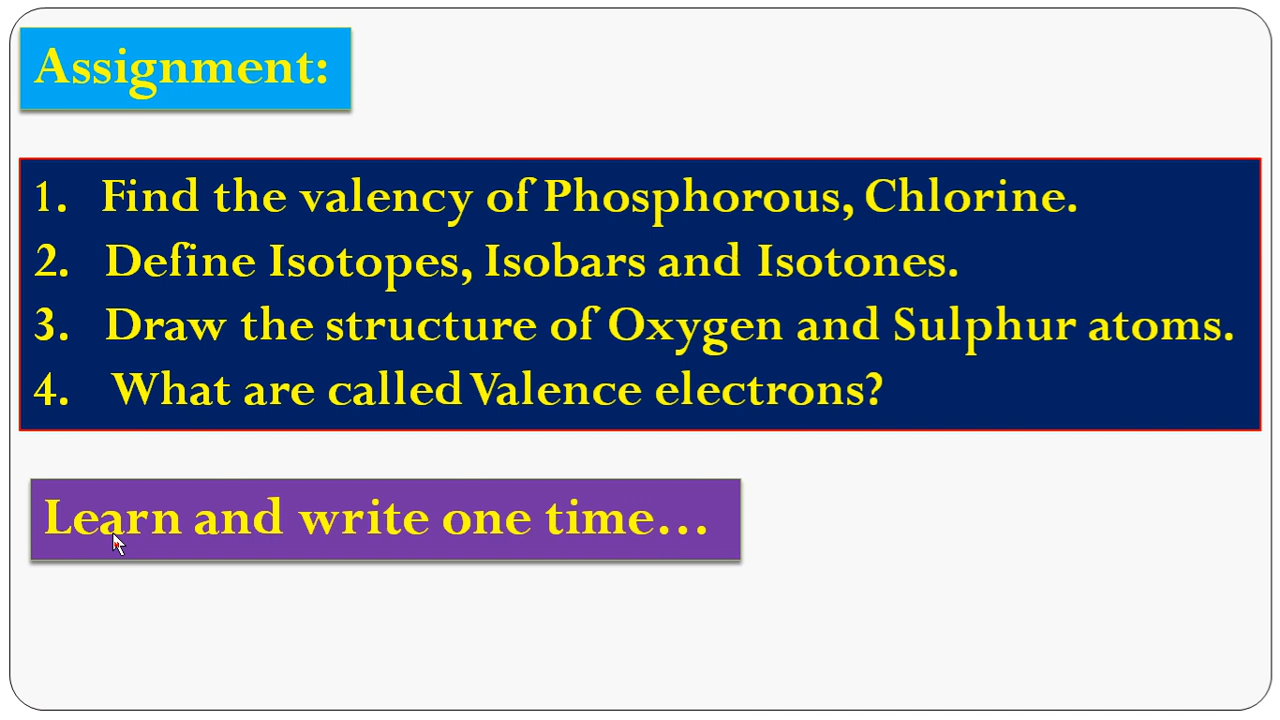 Assignment:
1. Find the valency of Phosphorous, Chlorine.
2. Define Isotopes, Isobars and Isotones.
3. Draw the structure of Oxygen and Sulphur atoms.
4. What are called Valence electrons?
Learn and write one time...